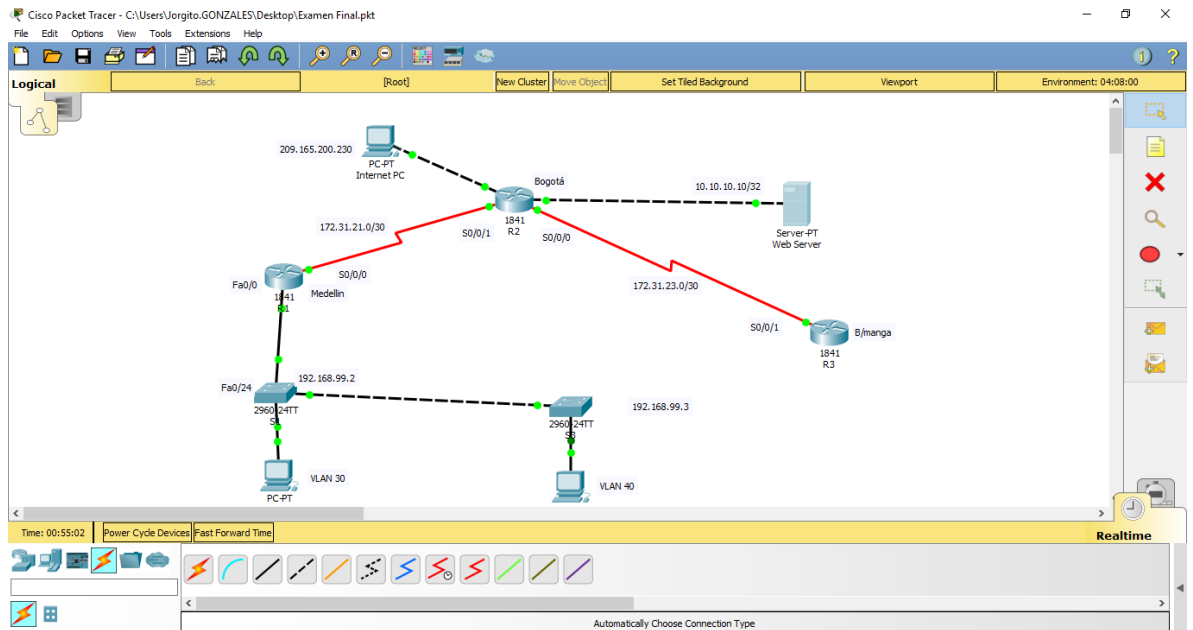 Cisco Packet Tracer - C:\Users\Jorgito.GONZALES\Desktop\Examen Final.pkt
File Edit Options View Tools Extensions Help
Logical Back [Root] New Cluster Move Object Set Tiled Background Viewport Environment: 04:08:00
209.165.200.230
PC-PT
Internet PC
Bogotá
1841
R2
10.10.10.10/32
Server-PT
Web Server
172.31.21.0/30
S0/0/1
S0/0/0
Fa0/0
S0/0/0
1841
R1
Medellin
172.31.23.0/30
S0/0/1
B/manga
1841
R3
Fa0/24
192.168.99.2
2960-24TT
S1
192.168.99.3
2960-24TT
S3
VLAN 30
PC-PT
VLAN 40
Time: 00:55:02 Power Cycle Devices Fast Forward Time
Realtime
Automatically Choose Connection Type